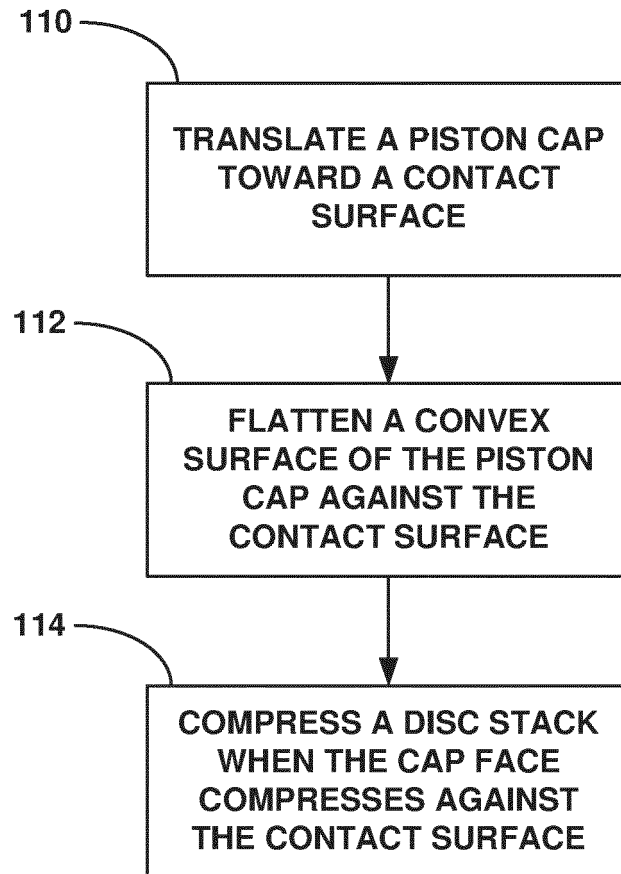 110
TRANSLATE A PISTON CAP
TOWARD A CONTACT
SURFACE
112
FLATTEN A CONVEX
SURFACE OF THE PISTON
CAP AGAINST THE
CONTACT SURFACE
114
COMPRESS A DISC STACK
WHEN THE CAP FACE
COMPRESSES AGAINST
THE CONTACT SURFACE